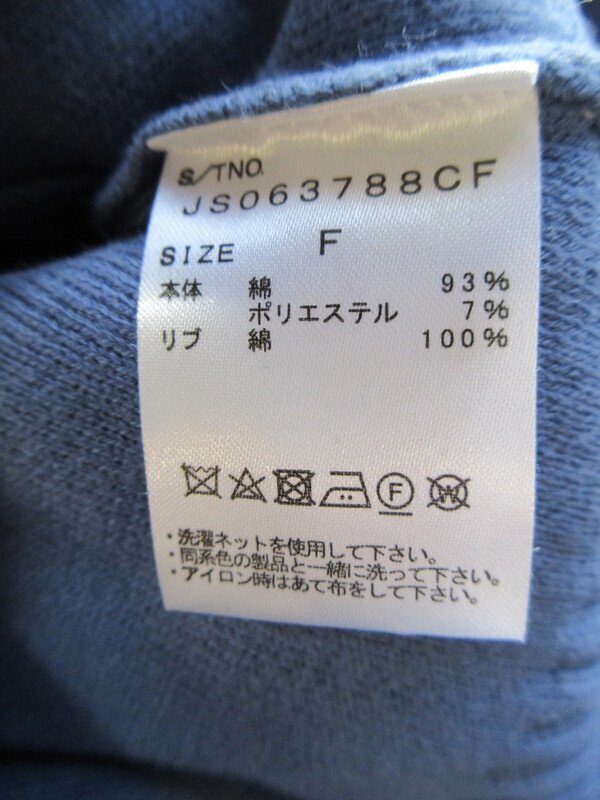 S/TNO.
JS063788CF
SIZE F
本体 綿 93%
ポリエステル 7%
リブ 綿 100%
F W
・洗濯ネットを使用して下さい。
・同系色の製品と一緒に洗って下さい。
・アイロン時はあて布をして下さい。